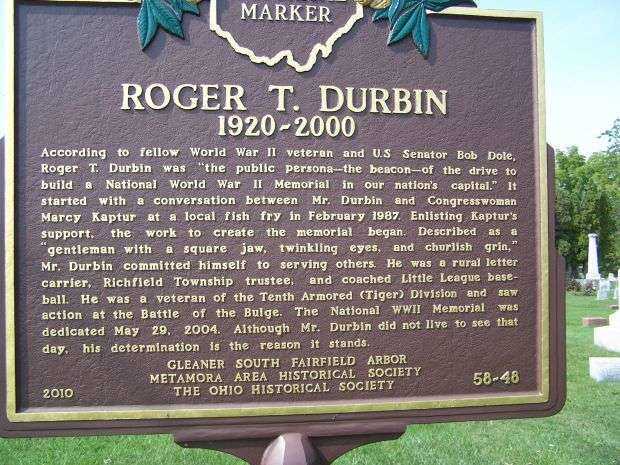 MARKER
ROGER T. DURBIN
1920-2000
According to fellow World War II veteran and U.S Senator Bob Dole,
Roger T. Durbin was "the public persona—the beacon—of the drive to
build a National World War II Memorial in our nation's capital." It
started with a conversation between Mr. Durbin and Congresswoman
Marcy Kaptur at a local fish fry in February 1987. Enlisting Kaptur's
support, the work to create the memorial began. Described as a
"gentleman with a square jaw, twinkling eyes, and churlish grin,"
Mr. Durbin committed himself to serving others. He was a rural letter
carrier, Richfield Township trustee, and coached Little League base-
ball. He was a veteran of the Tenth Armored (Tiger) Division and saw
action at the Battle of the Bulge. The National WWII Memorial was
dedicated May 29, 2004. Although Mr. Durbin did not live to see that
day, his determination is the reason it stands.
GLEANER SOUTH FAIRFIELD ARBOR
METAMORA AREA HISTORICAL SOCIETY
THE OHIO HISTORICAL SOCIETY
2010
58-48